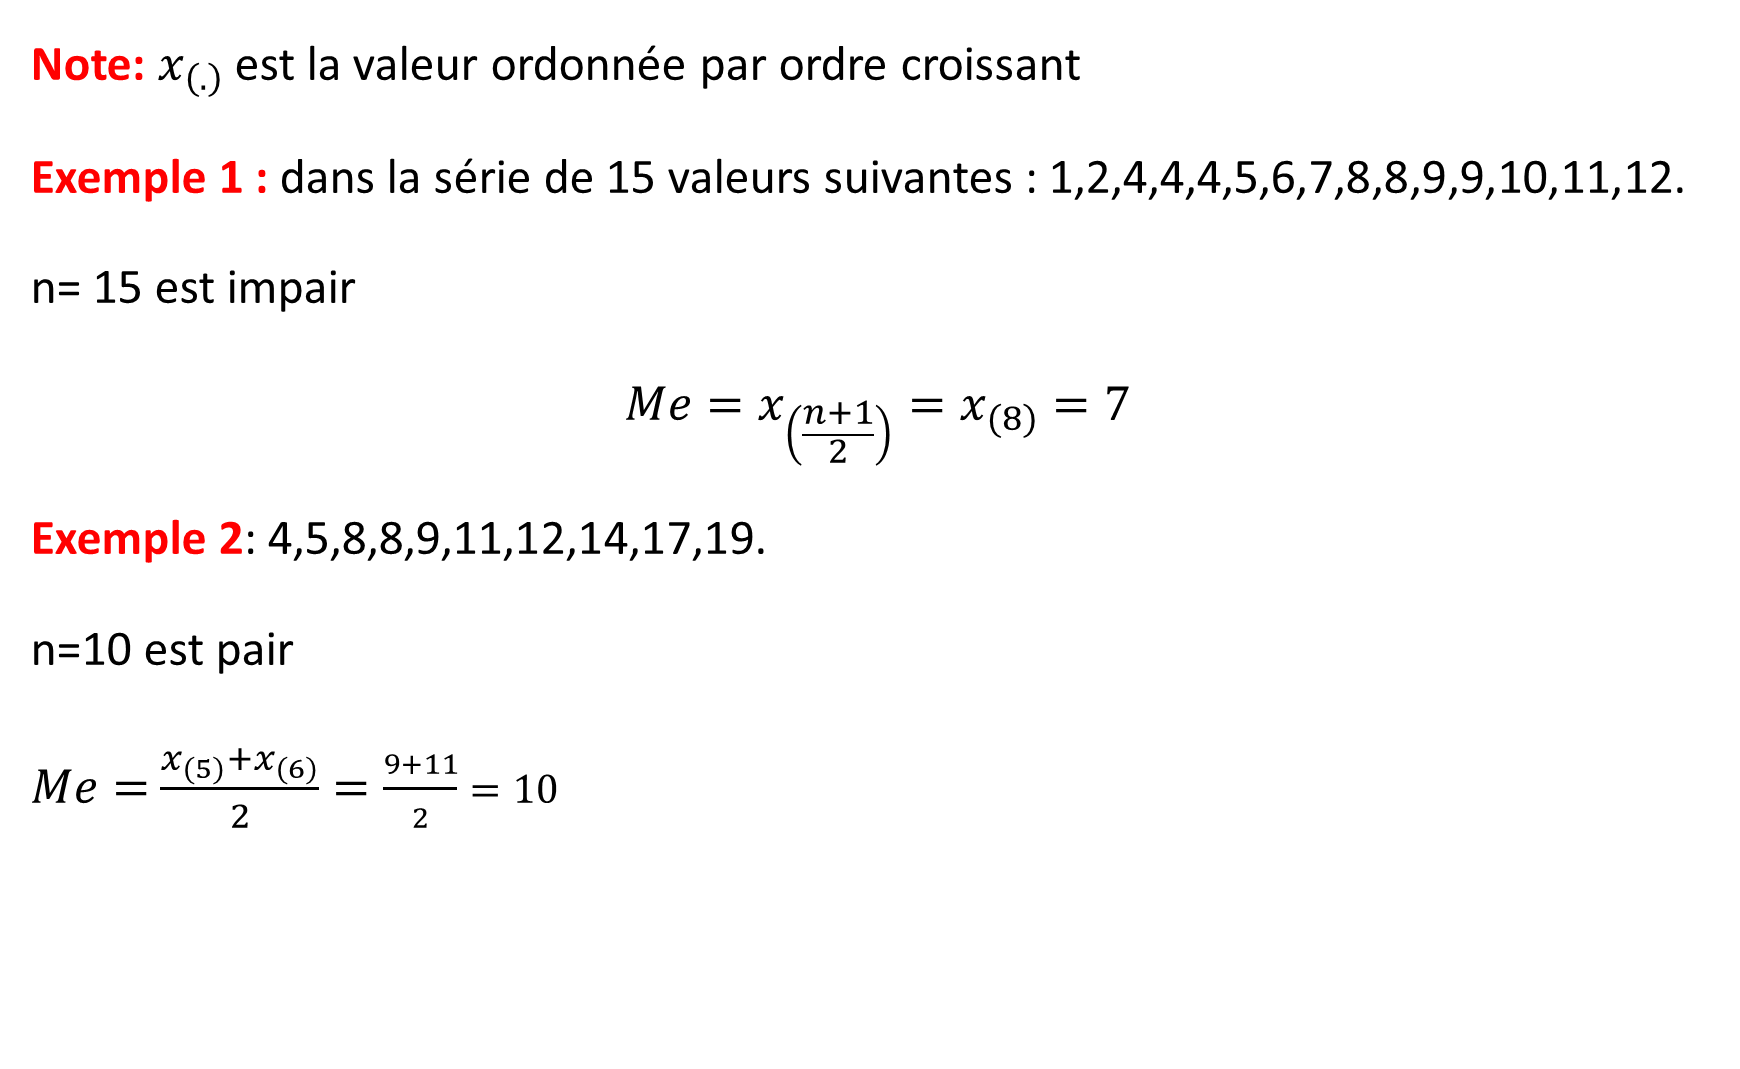 Note: 𝑥(.) est la valeur ordonnée par ordre croissant
Exemple 1 : dans la série de 15 valeurs suivantes : 1,2,4,4,4,5,6,7,8,8,9,9,10,11,12.
n= 15 est impair
𝑀𝑒 = 𝑥((𝑛+1)/2) = 𝑥(8) = 7
Exemple 2: 4,5,8,8,9,11,12,14,17,19.
n=10 est pair
𝑀𝑒 = (𝑥(5)+𝑥(6))/2 = (9+11)/2 = 10